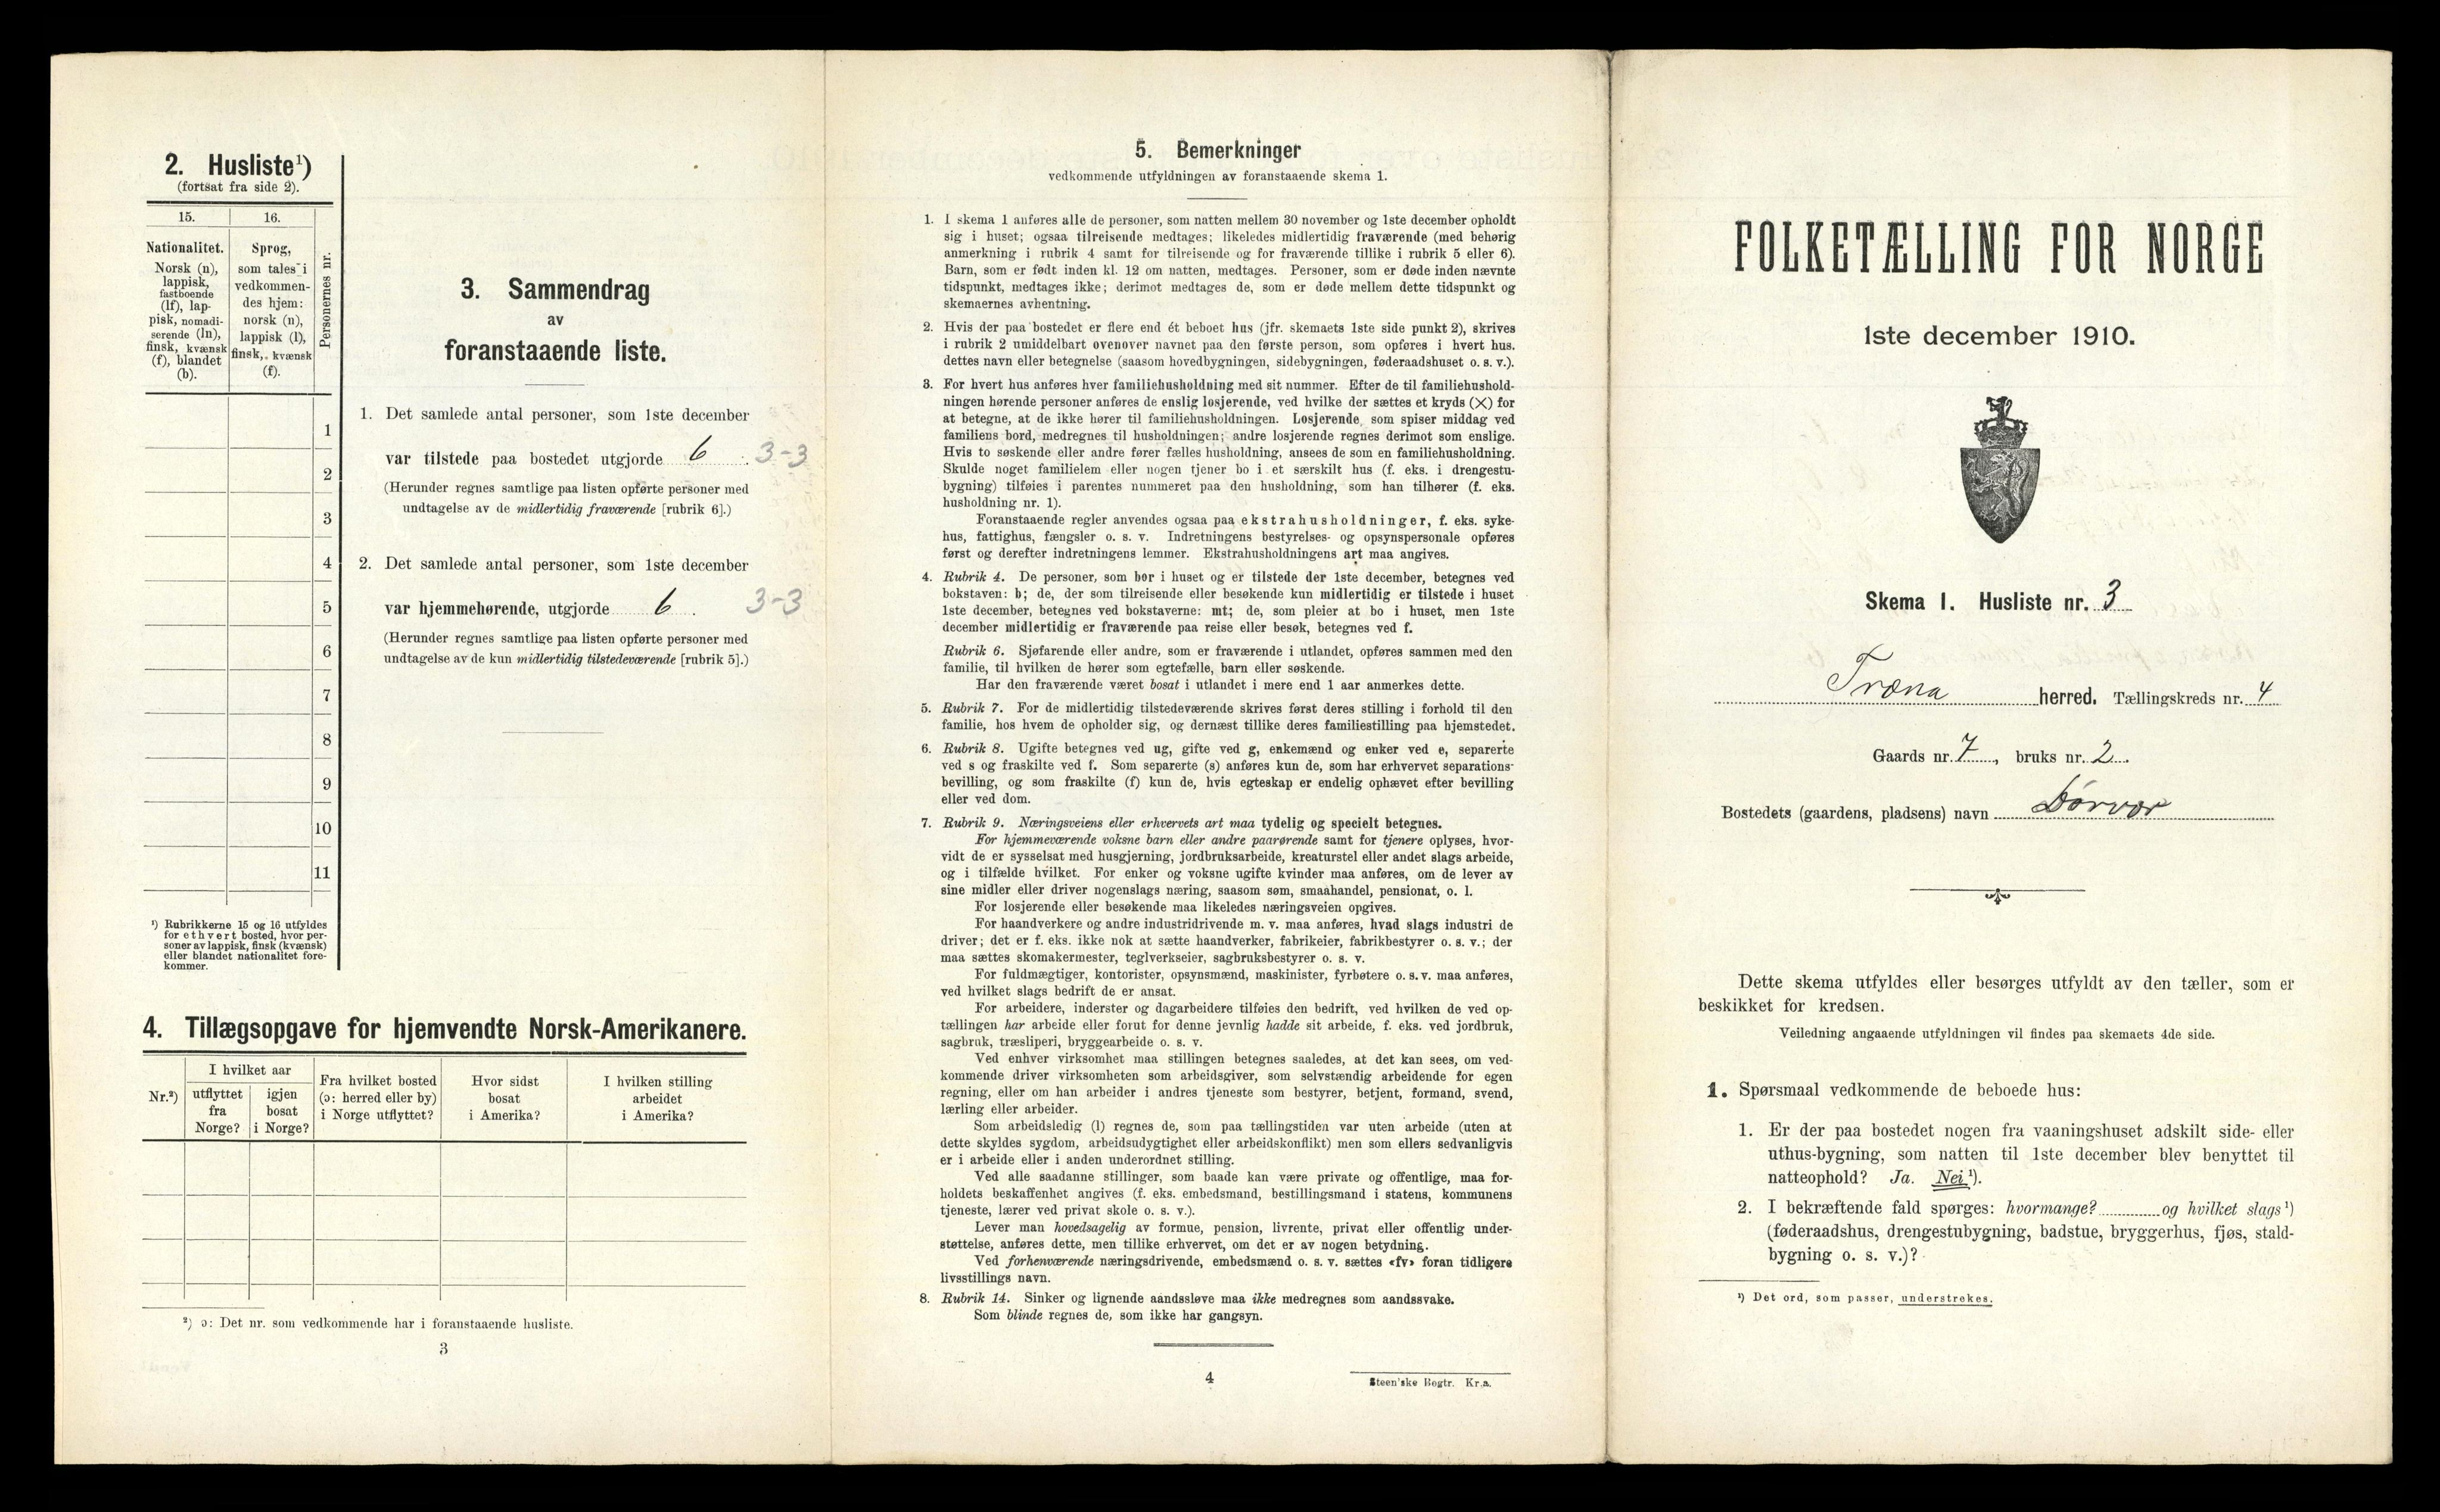 2. Husliste¹)
(fortsat fra side 2).
15.
16.
Personernes nr.
Nationalitet.
Norsk (n),
lappisk,
fastboende
(lf), lap-
pisk, nomadi-
serende (ln),
finsk, kvænsk
(f), blandet
(b).
Sprog,
som tales i
vedkommen-
des hjem:
norsk (n),
lappisk (l),
finsk, kvænsk
(f).
1
2
3
4
5
6
7
8
9
10
11
¹) Rubrikkerne 15 og 16 utfyldes
for ethvert bosted, hvor per-
soner av lappisk, finsk (kvænsk)
eller blandet nationalitet fore-
kommer.
3. Sammendrag
av
foranstaaende liste.
1. Det samlede antal personer, som 1ste december
var tilstede paa bostedet utgjorde 6. 3-3
(Herunder regnes samtlige paa listen opførte personer med
undtagelse av de midlertidig fraværende [rubrik 6].)
2. Det samlede antal personer, som 1ste december
var hjemmehørende, utgjorde 6. 3-3
(Herunder regnes samtlige paa listen opførte personer med
undtagelse av de kun midlertidig tilstedeværende [rubrik 5].)
4. Tillægsopgave for hjemvendte Norsk-Amerikanere.
Nr.²)
I hvilket aar
utflyttet
fra
Norge?
igjen
bosat
i Norge?
Fra hvilket bosted
(ɔ: herred eller by)
i Norge utflyttet?
Hvor sidst
bosat
i Amerika?
I hvilken stilling
arbeidet
i Amerika?
²) ɔ: Det nr. som vedkommende har i foranstaaende husliste.
3
5. Bemerkninger
vedkommende utfyldningen av foranstaaende skema 1.
1. I skema 1 anføres alle de personer, som natten mellem 30 november og 1ste december opholdt
sig i huset; ogsaa tilreisende medtages; likeledes midlertidig fraværende (med behørig
anmerkning i rubrik 4 samt for tilreisende og for fraværende tillike i rubrik 5 eller 6).
Barn, som er født inden kl. 12 om natten, medtages. Personer, som er døde inden nævnte
tidspunkt, medtages ikke; derimot medtages de, som er døde mellem dette tidspunkt og
skemaernes avhentning.
2. Hvis der paa bostedet er flere end ét beboet hus (jfr. skemaets 1ste side punkt 2), skrives
i rubrik 2 umiddelbart ovenover navnet paa den første person, som opføres i hvert hus.
dettes navn eller betegnelse (saasom hovedbygningen, sidebygningen, føderaadshuset o. s. v.).
3. For hvert hus anføres hver familiehusholdning med sit nummer. Efter de til familiehushold-
ningen hørende personer anføres de enslig losjerende, ved hvilke der sættes et kryds (×) for
at betegne, at de ikke hører til familiehusholdningen. Losjerende, som spiser middag ved
familiens bord, medregnes til husholdningen; andre losjerende regnes derimot som enslige.
Hvis to søskende eller andre fører fælles husholdning, ansees de som en familiehusholdning.
Skulde noget familielem eller nogen tjener bo i et særskilt hus (f. eks. i drengestu-
bygning) tilføies i parentes nummeret paa den husholdning, som han tilhører (f. eks.
husholdning nr. 1).
Foranstaaende regler anvendes ogsaa paa ekstrahusholdninger, f. eks. syke-
hus, fattighus, fængsler o. s. v. Indretningens bestyrelses- og opsynspersonale opføres
først og derefter indretningens lemmer. Ekstrahusholdningens art maa angives.
4. Rubrik 4. De personer, som bor i huset og er tilstede der 1ste december, betegnes ved
bokstaven: b; de, der som tilreisende eller besøkende kun midlertidig er tilstede i huset
1ste december, betegnes ved bokstaverne: mt; de, som pleier at bo i huset, men 1ste
december midlertidig er fraværende paa reise eller besøk, betegnes ved f.
Rubrik 6. Sjøfarende eller andre, som er fraværende i utlandet, opføres sammen med den
familie, til hvilken de hører som egtefælle, barn eller søskende.
Har den fraværende været bosat i utlandet i mere end 1 aar anmerkes dette.
5. Rubrik 7. For de midlertidig tilstedeværende skrives først deres stilling i forhold til den
familie, hos hvem de opholder sig, og dernæst tillike deres familiestilling paa hjemstedet.
6. Rubrik 8. Ugifte betegnes ved ug, gifte ved g, enkemænd og enker ved e, separerte
ved s og fraskilte ved f. Som separerte (s) anføres kun de, som har erhvervet separations-
bevilling, og som fraskilte (f) kun de, hvis egteskap er endelig ophævet efter bevilling
eller ved dom.
7. Rubrik 9. Næringsveiens eller erhvervets art maa tydelig og specielt betegnes.
For hjemmeværende voksne barn eller andre paarørende samt for tjenere oplyses, hvor-
vidt de er sysselsat med husgjerning, jordbruksarbeide, kreaturstel eller andet slags arbeide,
og i tilfælde hvilket. For enker og voksne ugifte kvinder maa anføres, om de lever av
sine midler eller driver nogenslags næring, saasom søm, smaahandel, pensionat, o. l.
For losjerende eller besøkende maa likeledes næringsveien opgives.
For haandverkere og andre industridrivende m. v. maa anføres, hvad slags industri de
driver; det er f. eks. ikke nok at sætte haandverker, fabrikeier, fabrikbestyrer o. s. v.; der
maa sættes skomakermester, teglverkseier, sagbruksbestyrer o. s. v.
For fuldmægtiger, kontorister, opsynsmænd, maskinister, fyrbøtere o. s. v. maa anføres,
ved hvilket slags bedrift de er ansat.
For arbeidere, inderster og dagarbeidere tilføies den bedrift, ved hvilken de ved op-
tællingen har arbeide eller forut for denne jevnlig hadde sit arbeide, f. eks. ved jordbruk,
sagbruk, træsliperi, bryggearbeide o. s. v.
Ved enhver virksomhet maa stillingen betegnes saaledes, at det kan sees, om ved-
kommende driver virksomheten som arbeidsgiver, som selvstændig arbeidende for egen
regning, eller om han arbeider i andres tjeneste som bestyrer, betjent, formand, svend,
lærling eller arbeider.
Som arbeidsledig (l) regnes de, som paa tællingstiden var uten arbeide (uten at
dette skyldes sygdom, arbeidsudygtighet eller arbeidskonflikt) men som ellers sedvanligvis
er i arbeide eller i anden underordnet stilling.
Ved alle saadanne stillinger, som baade kan være private og offentlige, maa for-
holdets beskaffenhet angives (f. eks. embedsmand, bestillingsmand i statens, kommunens
tjeneste, lærer ved privat skole o. s. v.).
Lever man hovedsagelig av formue, pension, livrente, privat eller offentlig under-
støttelse, anføres dette, men tillike erhvervet, om det er av nogen betydning.
Ved forhenværende næringsdrivende, embedsmænd o. s. v. sættes «fv» foran tidligere
livsstillings navn.
8. Rubrik 14. Sinker og lignende aandssløve maa ikke medregnes som aandssvake.
Som blinde regnes de, som ikke har gangsyn.
4
Steen'ske Bogtr. Kr.a.
FOLKETÆLLING FOR NORGE
1ste december 1910.
Skema 1. Husliste nr. 3
Træna herred. Tællingskreds nr. 4
Gaards nr. 7, bruks nr. 2.
Bostedets (gaardens, pladsens) navn Dørvær
Dette skema utfyldes eller besørges utfyldt av den tæller, som er
beskikket for kredsen.
Veiledning angaaende utfyldningen vil findes paa skemaets 4de side.
1. Spørsmaal vedkommende de beboede hus:
1. Er der paa bostedet nogen fra vaaningshuset adskilt side- eller
uthus-bygning, som natten til 1ste december blev benyttet til
natteophold? Ja. Nei ¹).
2. I bekræftende fald spørges: hvormange? og hvilket slags ¹)
(føderaadshus, drengestubygning, badstue, bryggerhus, fjøs, stald-
bygning o. s. v.)?
¹) Det ord, som passer, understrekes.